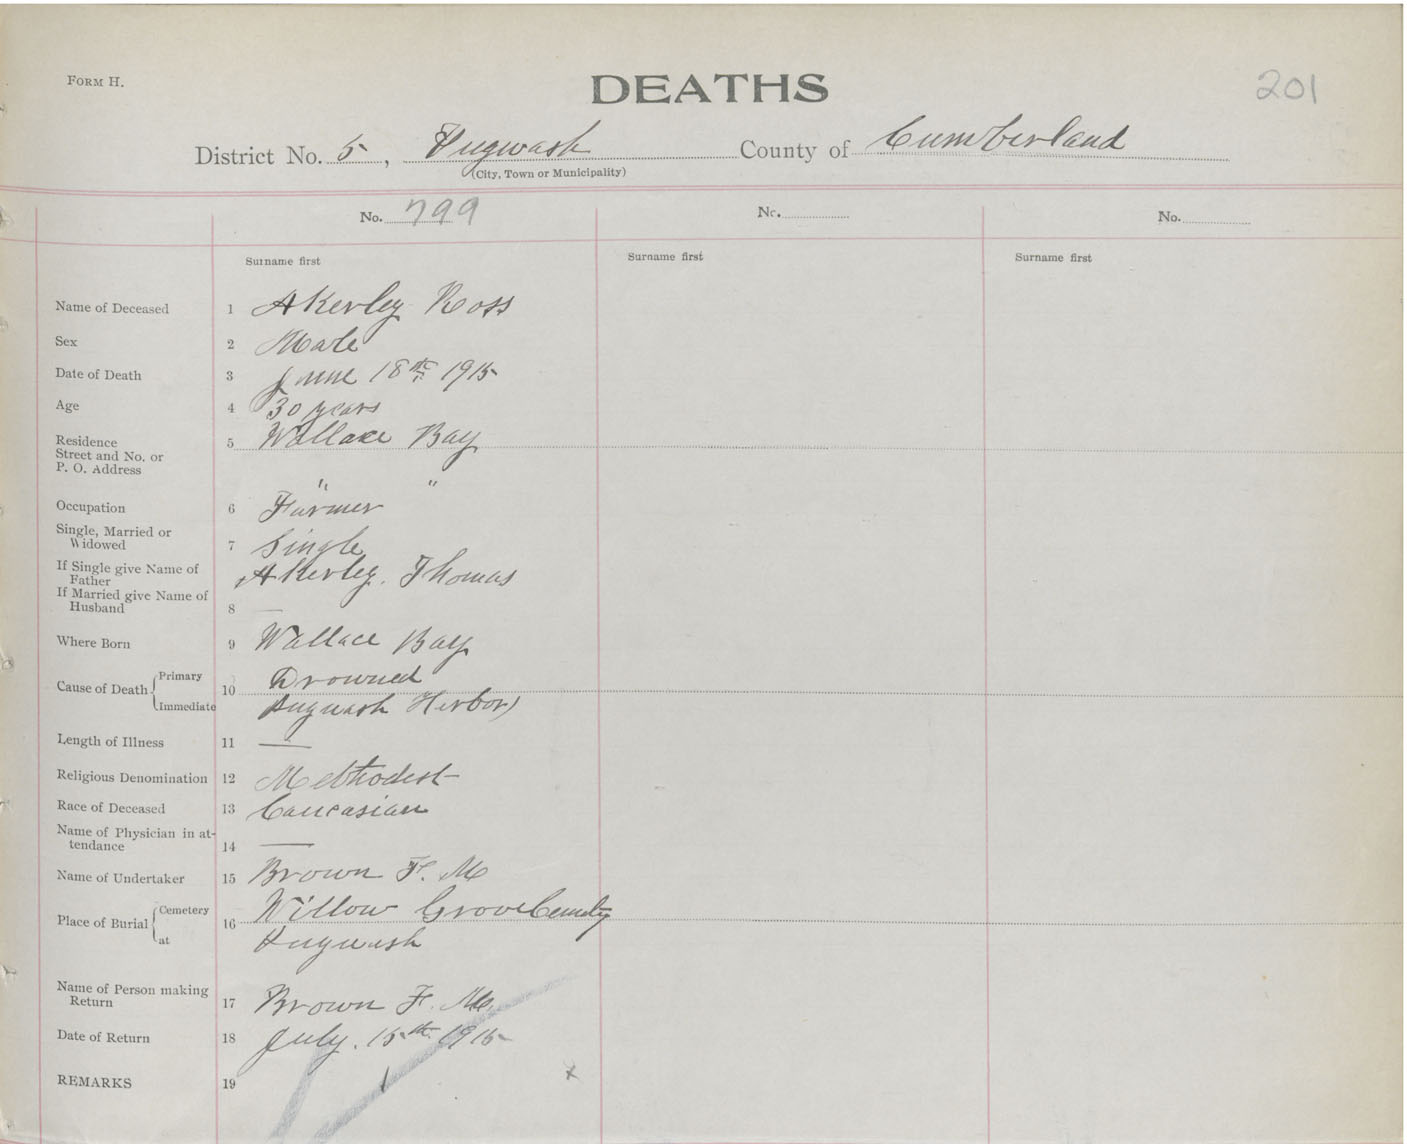 FORM H.
DEATHS
201
District No. 5, Pugwash County of Cumberland
(City, Town or Municipality)
No. 799 No. No.
Surname first Surname first Surname first
Name of Deceased 1 Akerley Ross
Sex 2 Male
Date of Death 3 June 18th 1915
Age 4 30 years
Residence 5 Wallace Bay
Street and No. or
P. O. Address
" "
Occupation 6 Farmer
Single, Married or
Widowed 7 Single
If Single give Name of
Father Akerley. Thomas
If Married give Name of
Husband 8 —
Where Born 9 Wallace Bay
Cause of Death Primary 10 Drowned
Immediate Pugwash Herbor)
Length of Illness 11 —
Religious Denomination 12 Methodist
Race of Deceased 13 Caucasian
Name of Physician in at-
tendance 14 —
Name of Undertaker 15 Brown F. M
Place of Burial Cemetery 16 Willow Grove Cemety
at Pugwash
Name of Person making
Return 17 Brown F. M.
Date of Return 18 July. 15th 1915
REMARKS 19
x